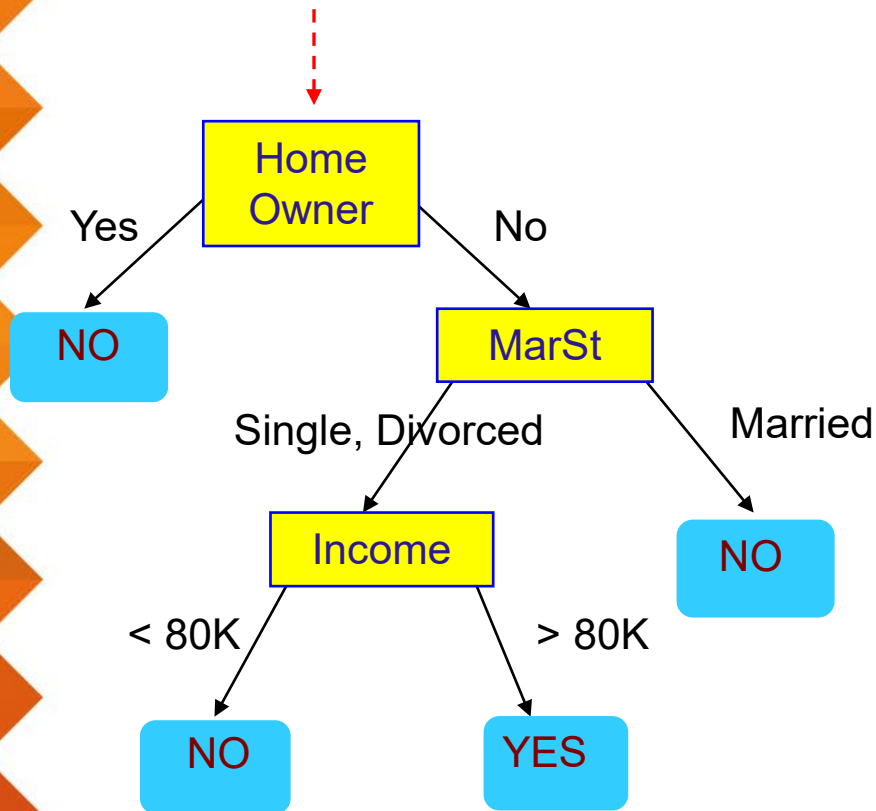 Home
Owner
Yes
No
NO
MarSt
Single, Divorced
Married
Income
NO
< 80K
> 80K
NO
YES